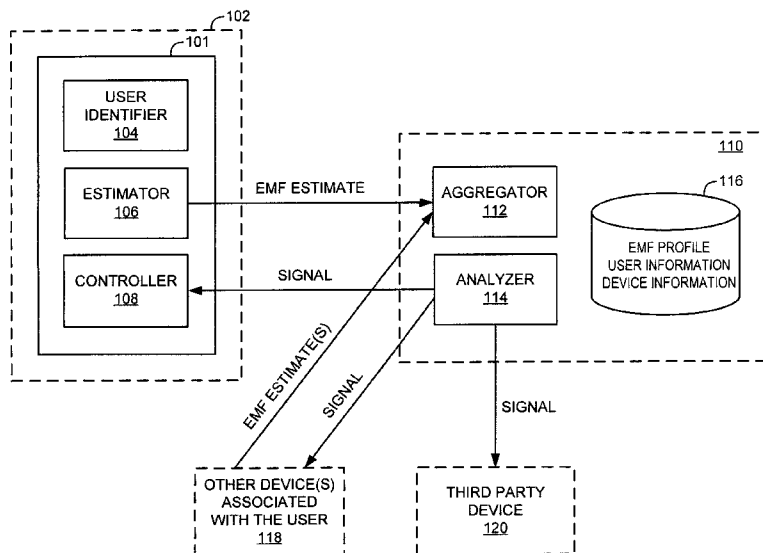 102
101
USER
IDENTIFIER
104
ESTIMATOR
106
CONTROLLER
108
EMF ESTIMATE
SIGNAL
110
AGGREGATOR
112
ANALYZER
114
116
EMF PROFILE
USER INFORMATION
DEVICE INFORMATION
EMF ESTIMATE(S)
SIGNAL
SIGNAL
OTHER DEVICE(S)
ASSOCIATED
WITH THE USER
118
THIRD PARTY
DEVICE
120